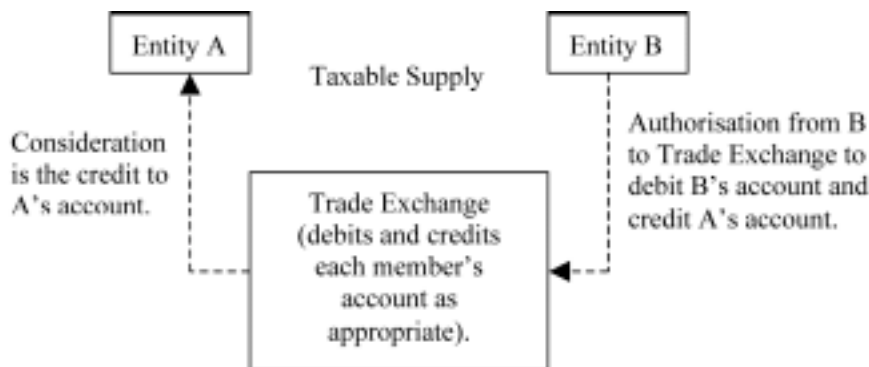 Entity A
Entity B
Taxable Supply
Consideration
is the credit to
A's account.
Authorisation from B
to Trade Exchange to
debit B's account and
credit A's account.
Trade Exchange
(debits and credits
each member's
account as
appropriate).